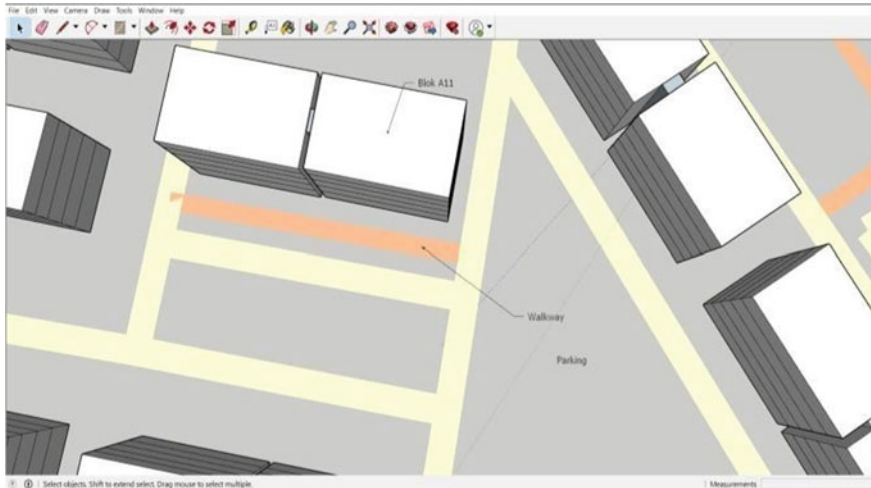 File Edit View Camera Draw Tools Window Help
Blok A11
Walkway
Parking
Select objects. Shift to extend select. Drag mouse to select multiple.
Measurements